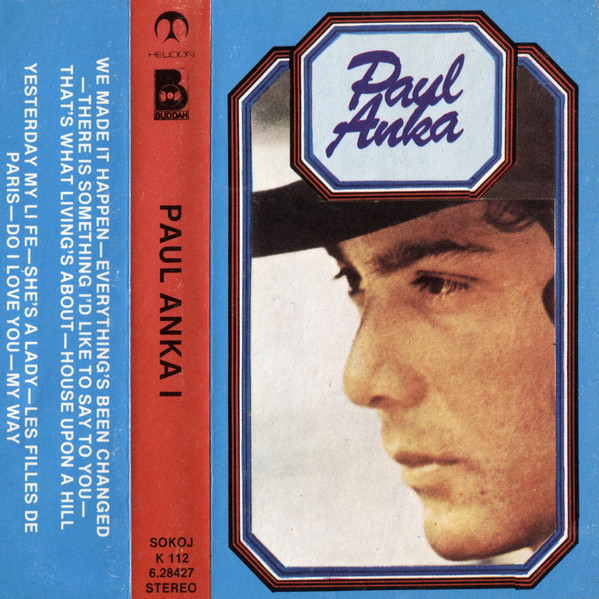 WE MADE IT HAPPEN—EVERYTHING'S BEEN CHANGED
—THERE IS SOMETHING I'D LIKE TO SAY TO YOU—
THAT'S WHAT LIVING'S ABOUT—HOUSE UPON A HILL
YESTERDAY MY LI FE—SHE'S A LADY—LES FILLES DE
PARIS—DO I LOVE YOU—MY WAY
HELIDON
B
BUDDAH
PAUL ANKA I
SOKOJ
K 112
6.28427
STEREO
Paul
Anka